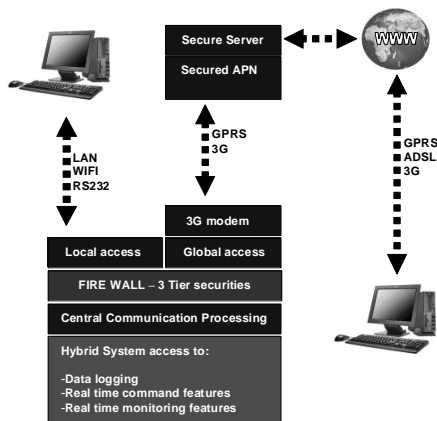 Secure Server
WWW
Secured APN
GPRS
3G
LAN
WIFI
RS232
GPRS
ADSL
3G
3G modem
Local access
Global access
FIRE WALL – 3 Tier securities
Central Communication Processing
Hybrid System access to:
-Data logging
-Real time command features
-Real time monitoring features